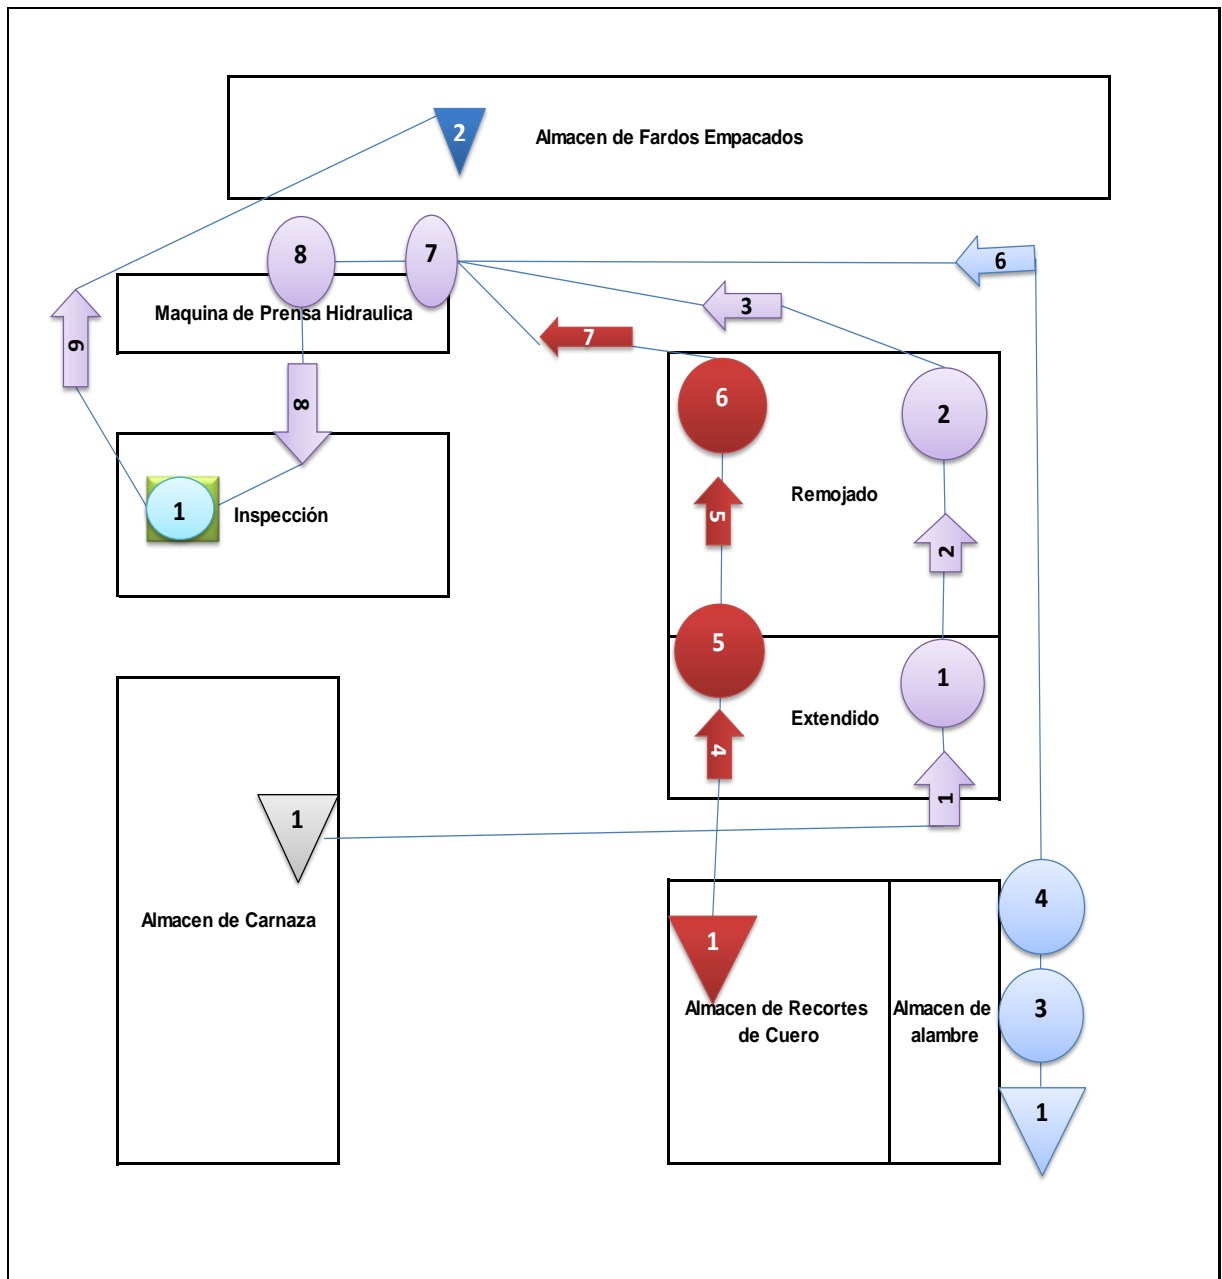 2
Almacen de Fardos Empacados
8
7
6
3
Maquina de Prensa Hidraulica
7
9
8
6
2
Remojado
1
Inspección
5
2
5
1
Extendido
4
1
1
4
Almacen de Carnaza
1
3
Almacen de Recortes
de Cuero
Almacen de
alambre
1